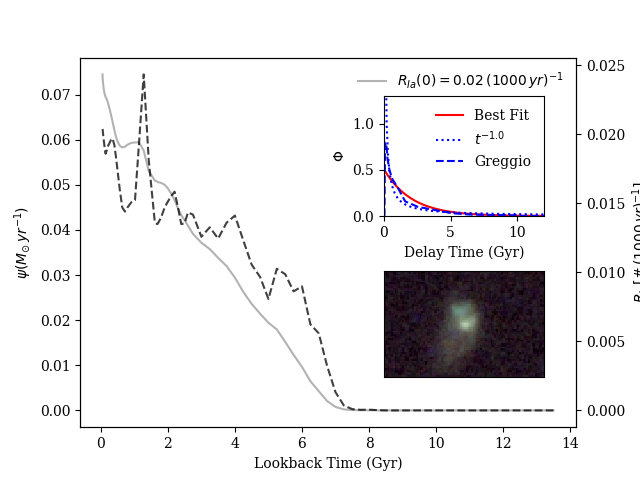 R_Ia(0) = 0.02 (1000 yr)^−1
Best Fit
t^−1.0
Greggio
Φ
1.0
0.5
0.0
0 5 10
Delay Time (Gyr)
ψ(M_⊙ yr^−1)
0.07
0.06
0.05
0.04
0.03
0.02
0.01
0.00
0.025
0.020
0.015
0.010
0.005
0.000
0 2 4 6 8 10 12 14
Lookback Time (Gyr)